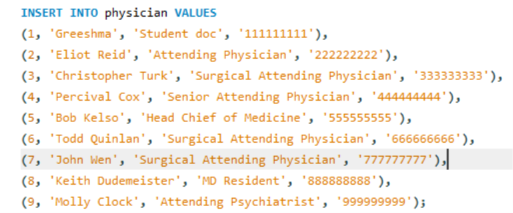 INSERT INTO physician VALUES
(1, 'Greeshma', 'Student doc', '111111111'),
(2, 'Eliot Reid', 'Attending Physician', '222222222'),
(3, 'Christopher Turk', 'Surgical Attending Physician', '333333333'),
(4, 'Percival Cox', 'Senior Attending Physician', '444444444'),
(5, 'Bob Kelso', 'Head Chief of Medicine', '555555555'),
(6, 'Todd Quinlan', 'Surgical Attending Physician', '666666666'),
(7, 'John Wen', 'Surgical Attending Physician', '777777777'),
(8, 'Keith Dudemeister', 'MD Resident', '888888888'),
(9, 'Molly Clock', 'Attending Psychiatrist', '999999999');